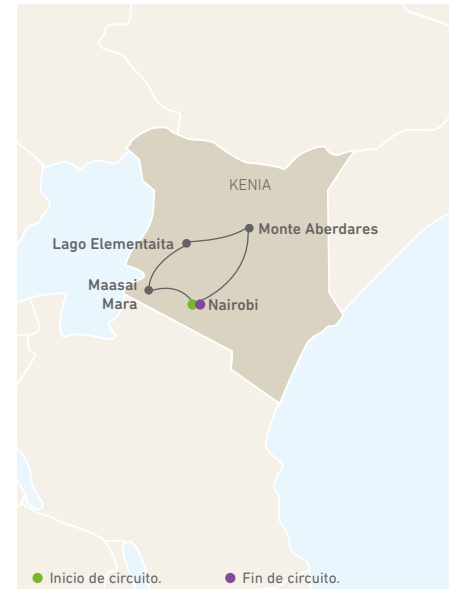 KENIA
Monte Aberdares
Lago Elementaita
Maasai
Mara
Nairobi
Inicio de circuito.
Fin de circuito.